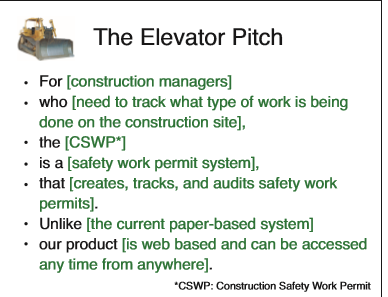 The Elevator Pitch
• For [construction managers]
• who [need to track what type of work is being
done on the construction site],
• the [CSWP*]
• is a [safety work permit system],
• that [creates, tracks, and audits safety work
permits].
• Unlike [the current paper-based system]
• our product [is web based and can be accessed
any time from anywhere].
*CSWP: Construction Safety Work Permit